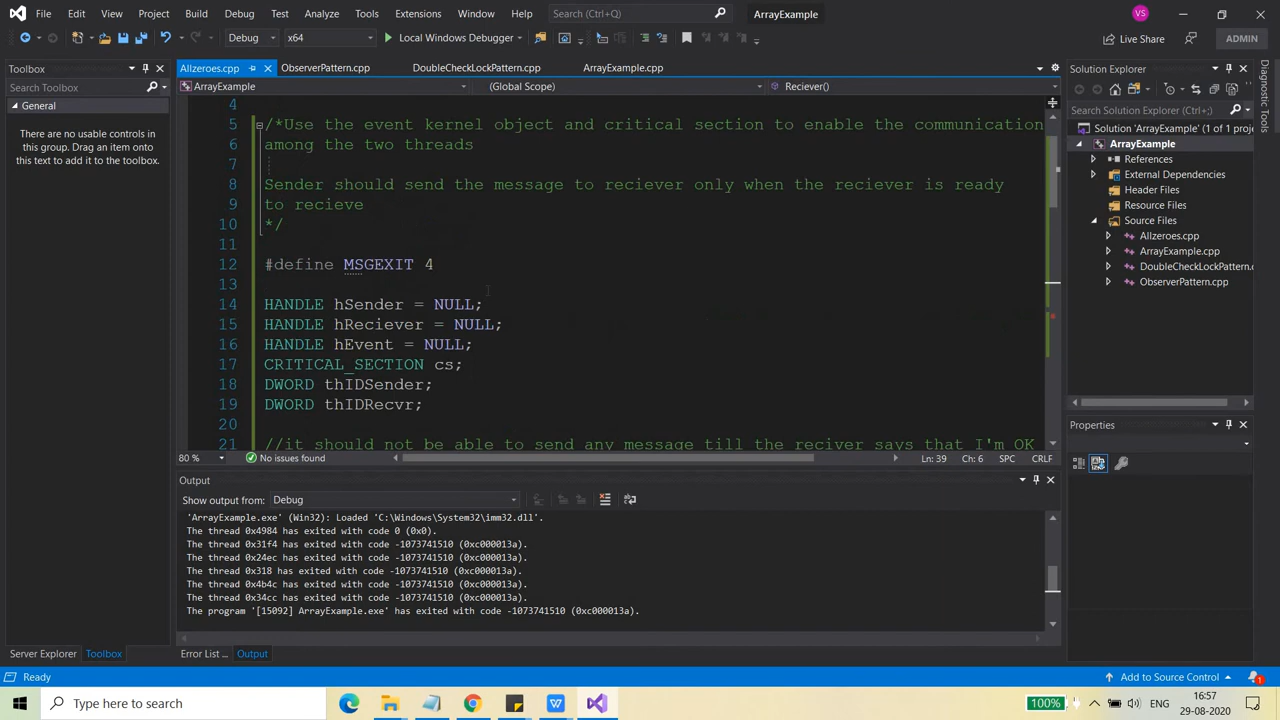 File Edit View Project Build Debug Test Analyze Tools Extensions Window Help Search (Ctrl+Q) ArrayExample VS
Debug x64 Local Windows Debugger Live Share ADMIN
Toolbox
Search Toolbox
General
There are no usable controls in
this group. Drag an item onto
this text to add it to the toolbox.
Allzeroes.cpp ObserverPattern.cpp DoubleCheckLockPattern.cpp ArrayExample.cpp
ArrayExample (Global Scope) Reciever()
4
5 /*Use the event kernel object and critical section to enable the communication
6 among the two threads
7
8 Sender should send the message to reciever only when the reciever is ready
9 to recieve
10 */
11
12 #define MSGEXIT 4
13
14 HANDLE hSender = NULL;
15 HANDLE hReciever = NULL;
16 HANDLE hEvent = NULL;
17 CRITICAL_SECTION cs;
18 DWORD thIDSender;
19 DWORD thIDRecvr;
20
21 //it should not be able to send any message till the reciver says that I'm OK
80 % No issues found Ln: 39 Ch: 6 SPC CRLF
Output
Show output from: Debug
'ArrayExample.exe' (Win32): Loaded 'C:\Windows\System32\imm32.dll'.
The thread 0x4984 has exited with code 0 (0x0).
The thread 0x31f4 has exited with code -1073741510 (0xc000013a).
The thread 0x24ec has exited with code -1073741510 (0xc000013a).
The thread 0x318 has exited with code -1073741510 (0xc000013a).
The thread 0x4b4c has exited with code -1073741510 (0xc000013a).
The thread 0x34cc has exited with code -1073741510 (0xc000013a).
The program '[15092] ArrayExample.exe' has exited with code -1073741510 (0xc000013a).
Solution Explorer
Search Solution Explorer
Solution 'ArrayExample' (1 of 1 proje
ArrayExample
References
External Dependencies
Header Files
Resource Files
Source Files
Allzeroes.cpp
ArrayExample.cpp
DoubleCheckLockPattern.c
ObserverPattern.cpp
Properties
Diagnostic Tools
Server Explorer Toolbox Error List ... Output
Ready Add to Source Control 1
Type here to search 100% ENG 16:57
29-08-2020